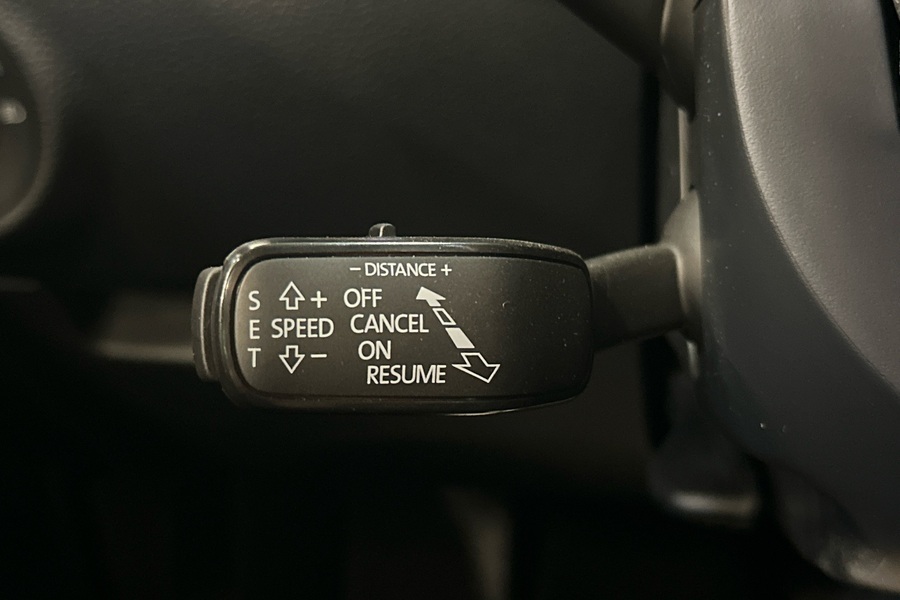 - DISTANCE +
S
E
T
+
SPEED
-
OFF
CANCEL
ON
RESUME